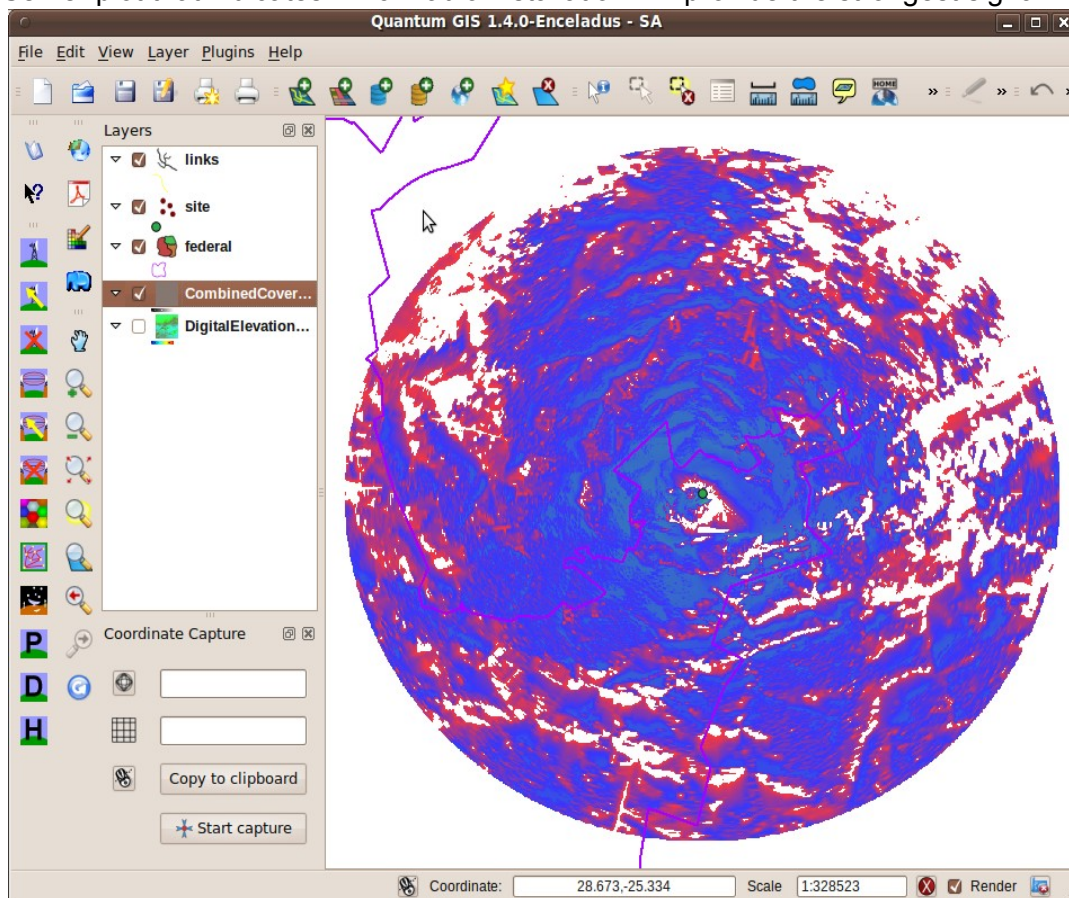 Quantum GIS 1.4.0-Enceladus - SA
File Edit View Layer Plugins Help
HOME
Layers
links
site
federal
CombinedCover...
DigitalElevation...
Coordinate Capture
P
D
H
Copy to clipboard
Start capture
Coordinate: 28.673,-25.334 Scale 1:328523 Render